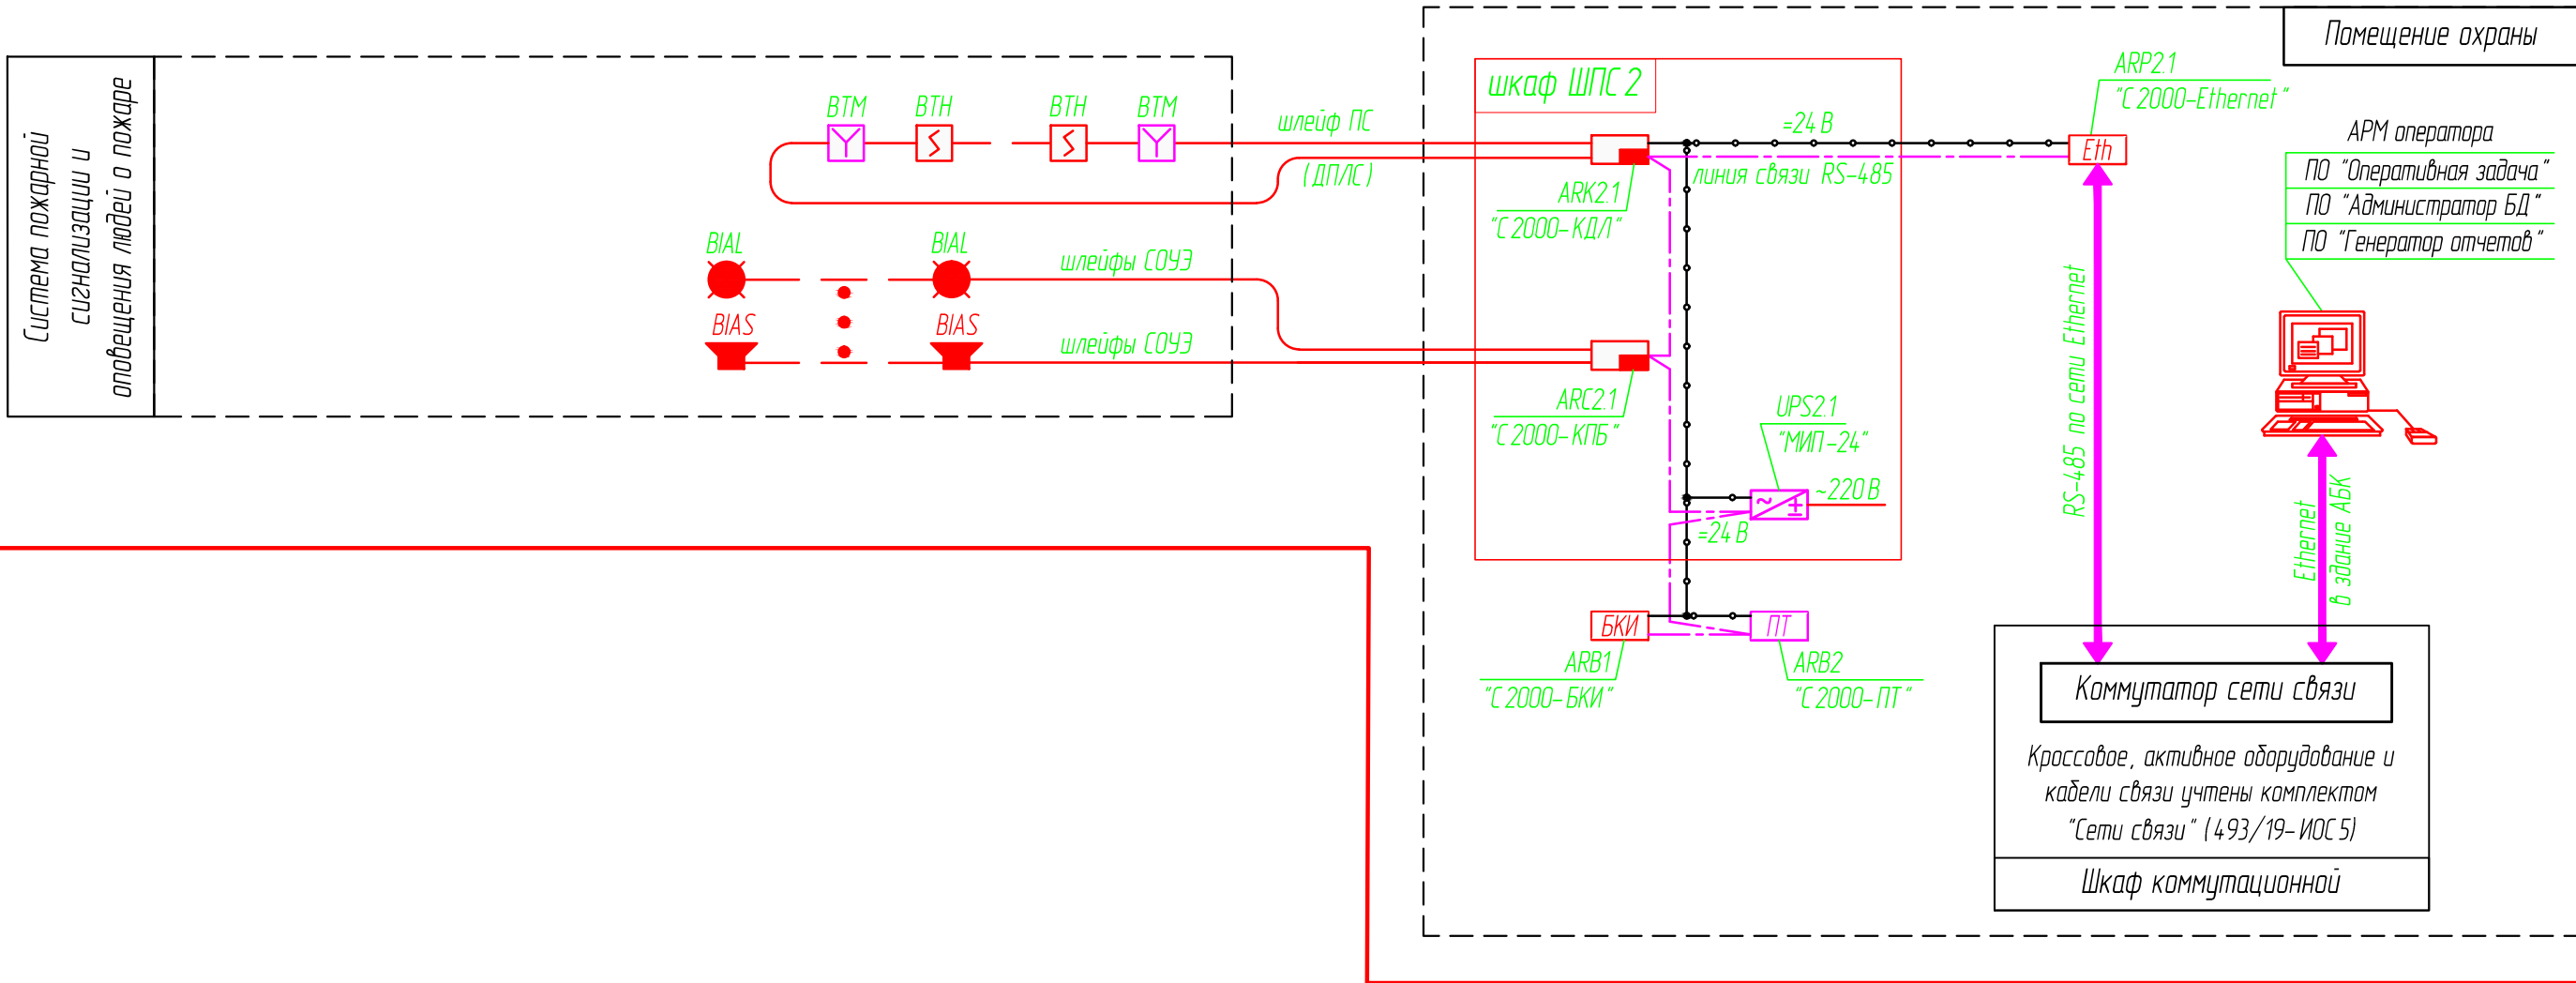 Система пожарной
сигнализации и
оповещения людей о пожаре
BTM
BTH
BTH
BTM
шлейф ПС
(ДПЛС)
BIAL
BIAL
шлейфы СОУЭ
BIAS
BIAS
шлейфы СОУЭ
Помещение охраны
шкаф ШПС 2
=24 В
линия связи RS-485
ARP2.1
"С2000-Ethernet"
Eth
ARK2.1
"С2000-КДЛ"
ARC2.1
"С2000-КПБ"
UPS2.1
"МИП-24"
~220 В
=24 В
БКИ
ПТ
ARB1
"С2000-БКИ"
ARB2
"С2000-ПТ"
АРМ оператора
ПО "Оперативная задача"
ПО "Администратор БД"
ПО "Генератор отчетов"
RS-485 по сети Ethernet
Ethernet
в здание АБК
Коммутатор сети связи
Кроссовое, активное оборудование и
кабели связи учтены комплектом
"Сети связи" (493/19-ИОС5)
Шкаф коммутационной